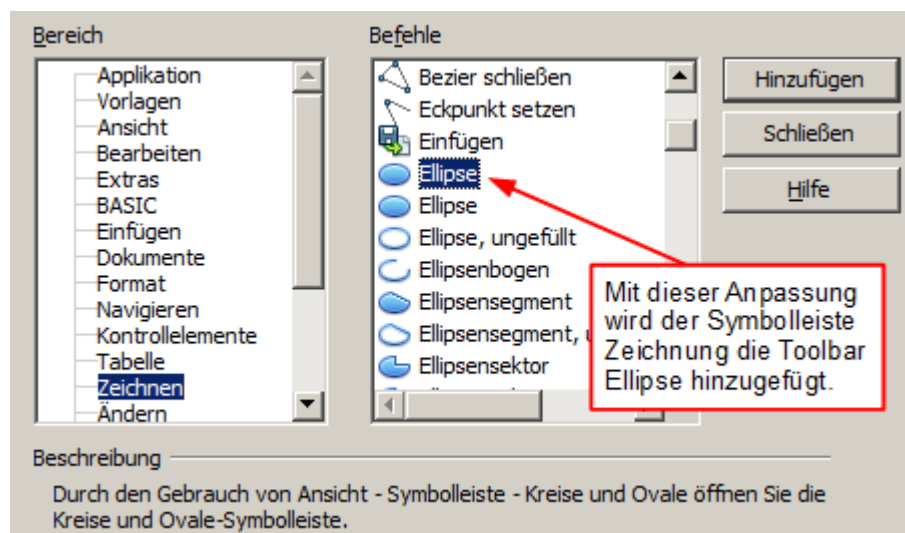 Bereich
Applikation
Vorlagen
Ansicht
Bearbeiten
Extras
BASIC
Einfügen
Dokumente
Format
Navigieren
Kontrollelemente
Tabelle
Zeichnen
Ändern
Befehle
Bezier schließen
Eckpunkt setzen
Einfügen
Ellipse
Ellipse
Ellipse, ungefüllt
Ellipsenbogen
Ellipsensegment
Ellipsensegment,
Ellipsensektor
Hinzufügen
Schließen
Hilfe
Mit dieser Anpassung
wird der Symbolleiste
Zeichnung die Toolbar
Ellipse hinzugefügt.
Beschreibung
Durch den Gebrauch von Ansicht - Symbolleiste - Kreise und Ovale öffnen Sie die
Kreise und Ovale-Symbolleiste.